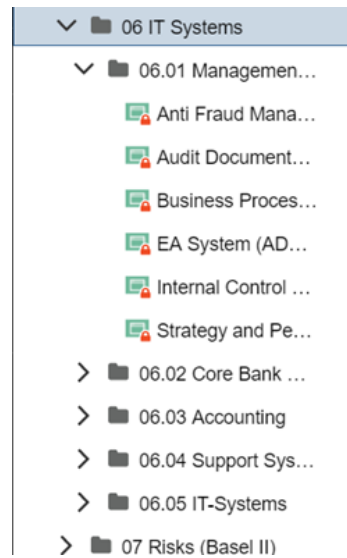 06 IT Systems
06.01 Managemen...
Anti Fraud Mana...
Audit Document...
Business Proces...
EA System (AD...
Internal Control ...
Strategy and Pe...
06.02 Core Bank ...
06.03 Accounting
06.04 Support Sys...
06.05 IT-Systems
07 Risks (Basel II)